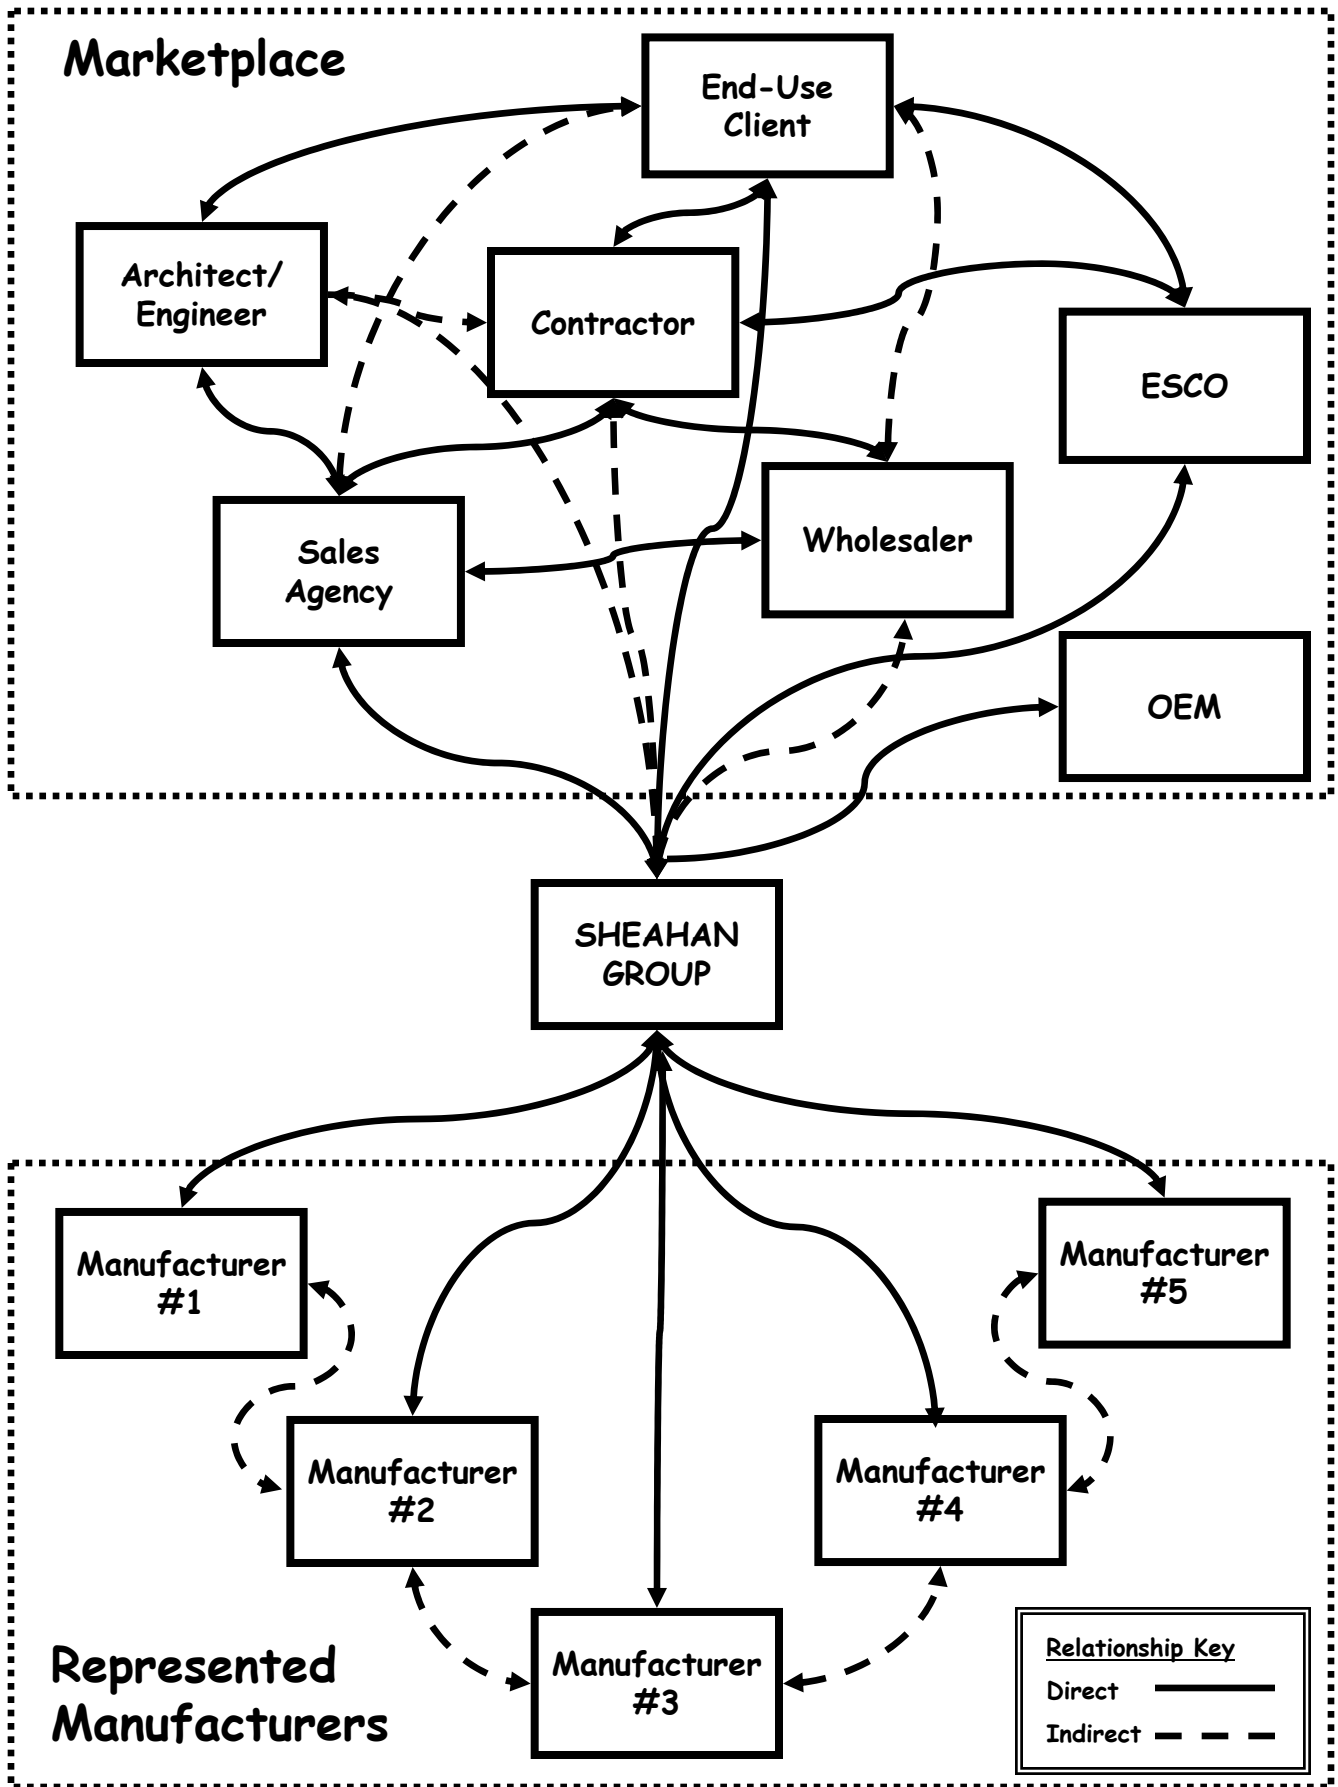 Marketplace
End-Use
Client
Architect/
Engineer
Contractor
ESCO
Sales
Agency
Wholesaler
OEM
SHEAHAN
GROUP
Manufacturer
#1
Manufacturer
#5
Manufacturer
#2
Manufacturer
#4
Manufacturer
#3
Represented
Manufacturers
Relationship Key
Direct
Indirect